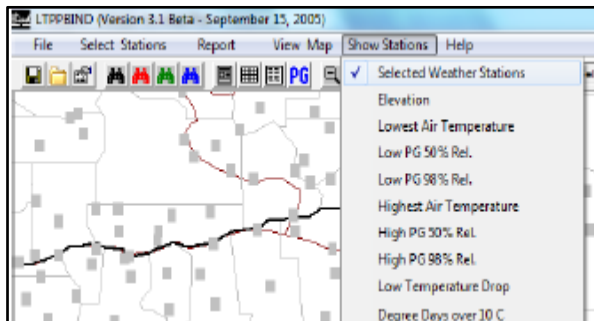 LTPPBIND (Version 3.1 Beta - September 15, 2005)
File Select Stations Report View Map Show Stations Help
PG
✓ Selected Weather Stations
Elevation
Lowest Air Temperature
Low PG 50% Rel.
Low PG 98% Rel.
Highest Air Temperature
High PG 50% Rel.
High PG 98% Rel.
Low Temperature Drop
Degree Days over 10 C